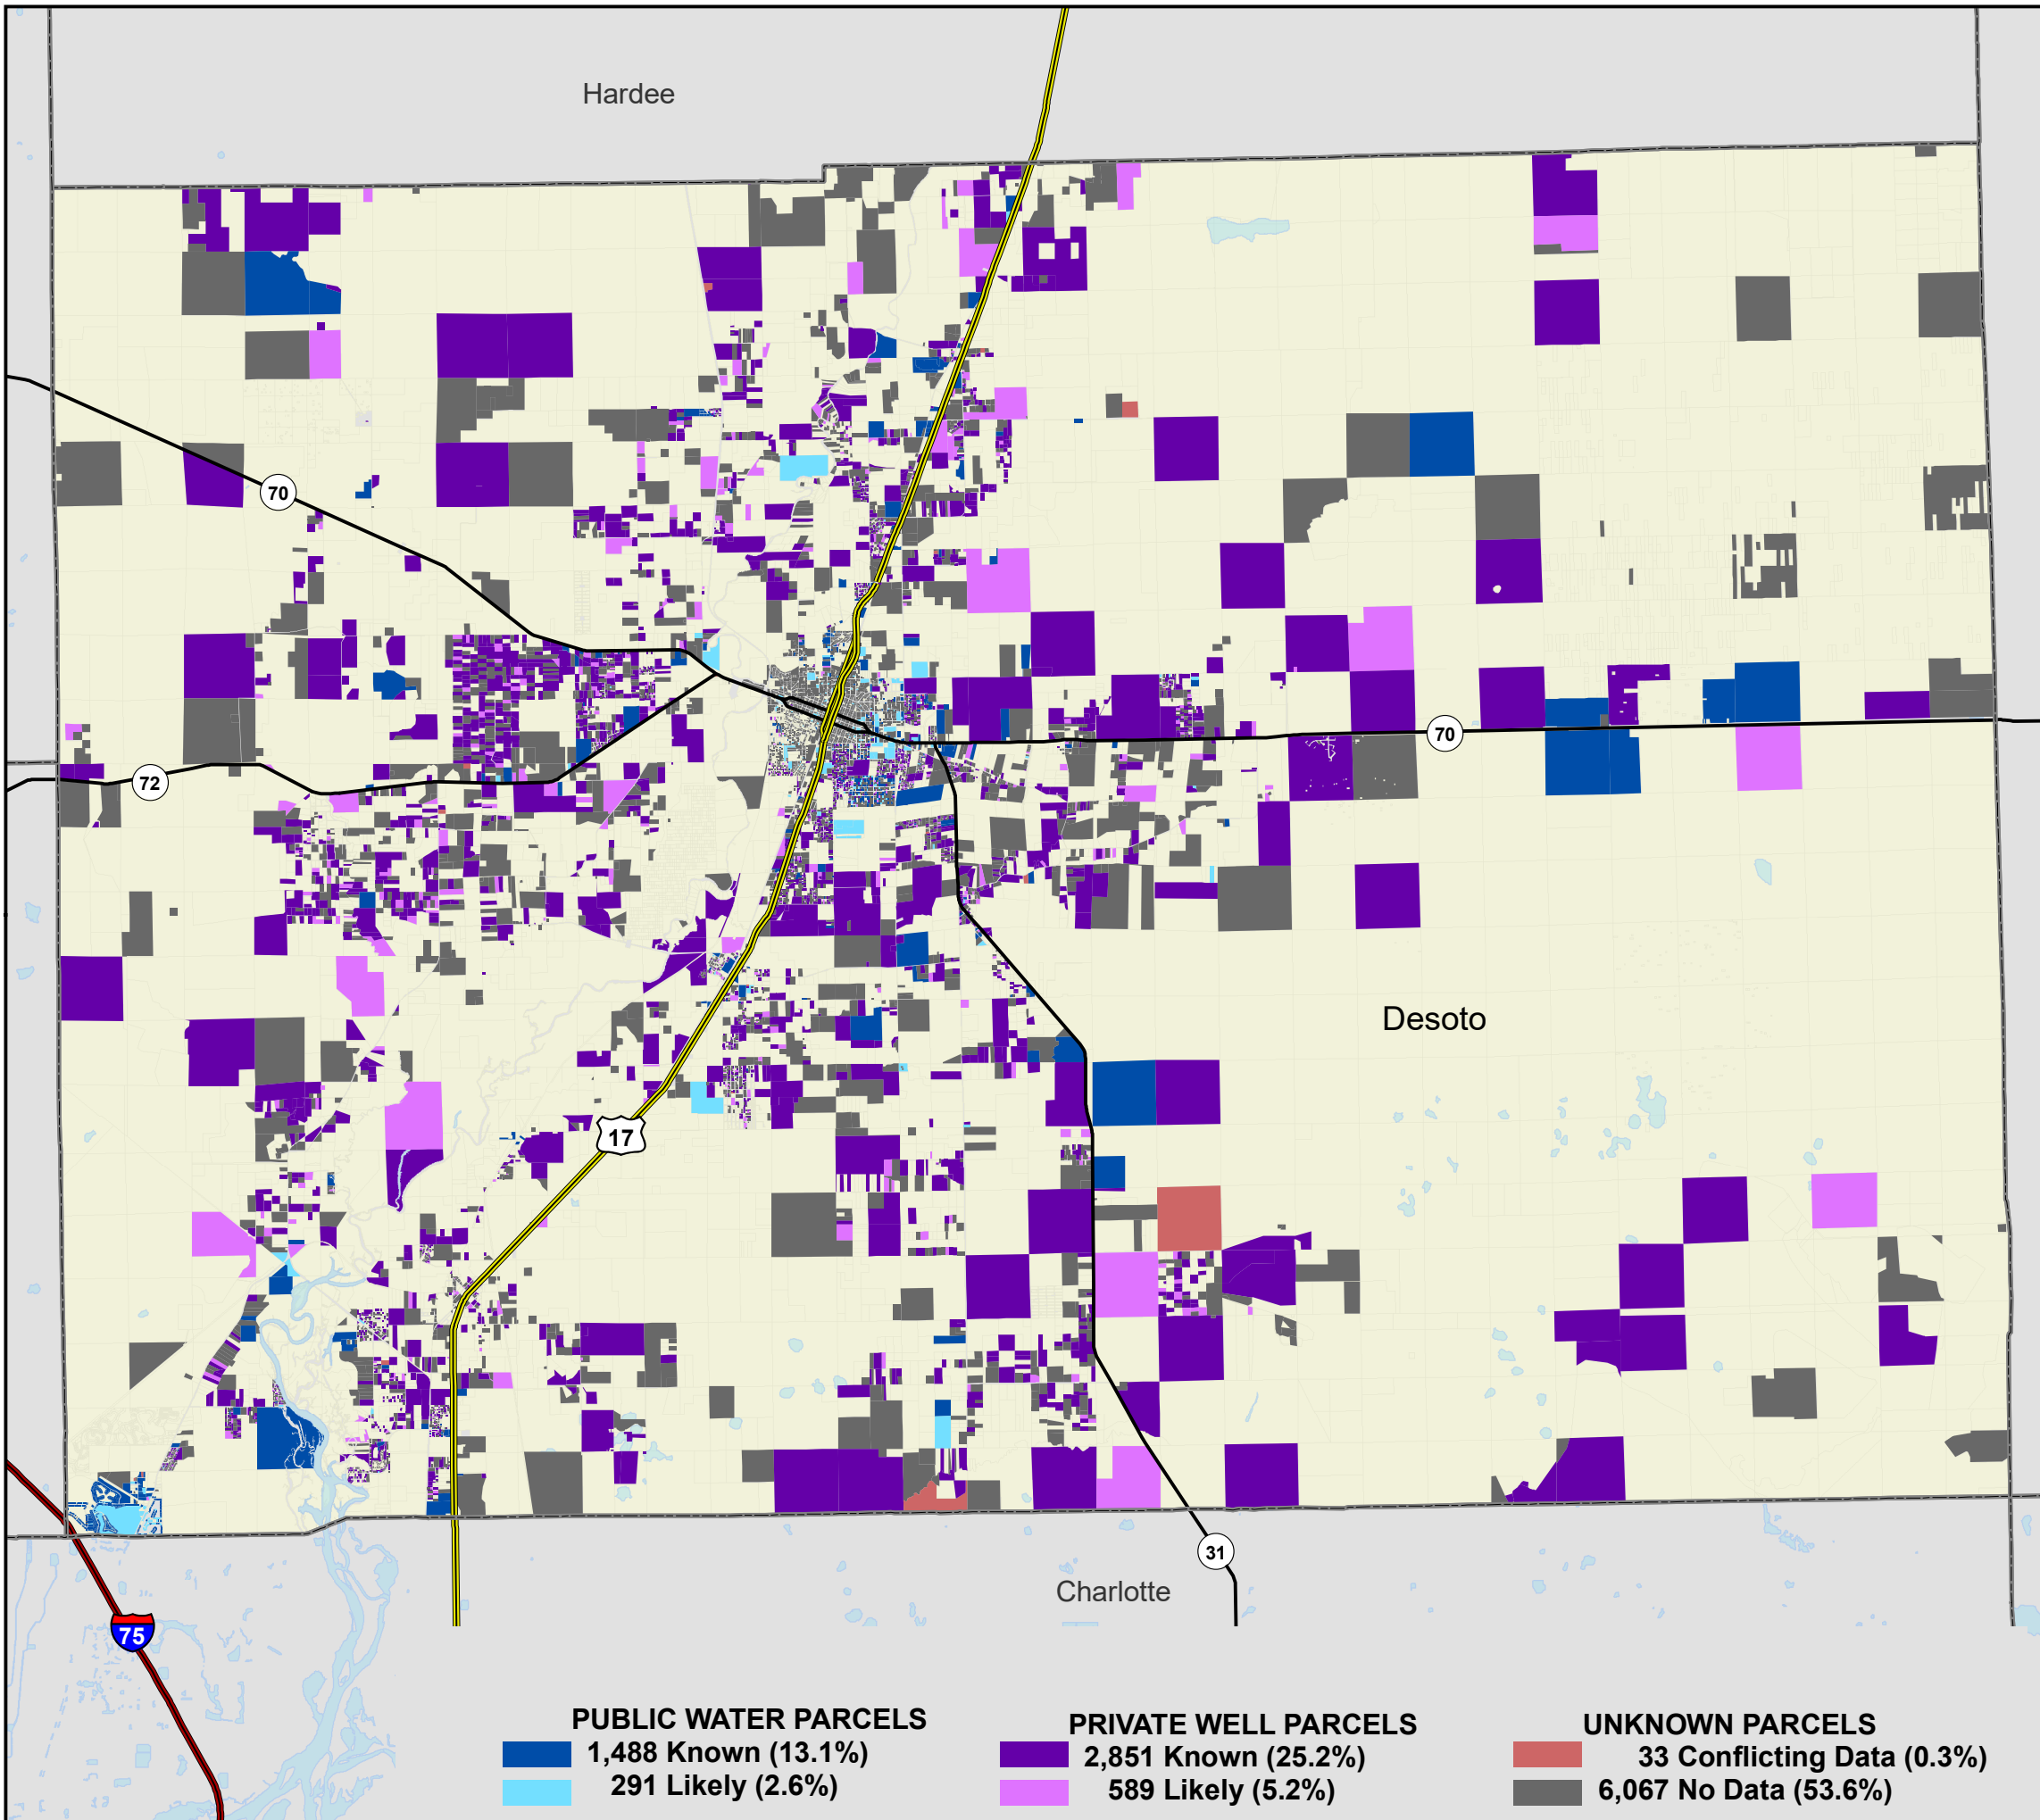 Hardee
70
70
72
Desoto
17
31
Charlotte
75
PUBLIC WATER PARCELS
1,488 Known (13.1%)
291 Likely (2.6%)
PRIVATE WELL PARCELS
2,851 Known (25.2%)
589 Likely (5.2%)
UNKNOWN PARCELS
33 Conflicting Data (0.3%)
6,067 No Data (53.6%)